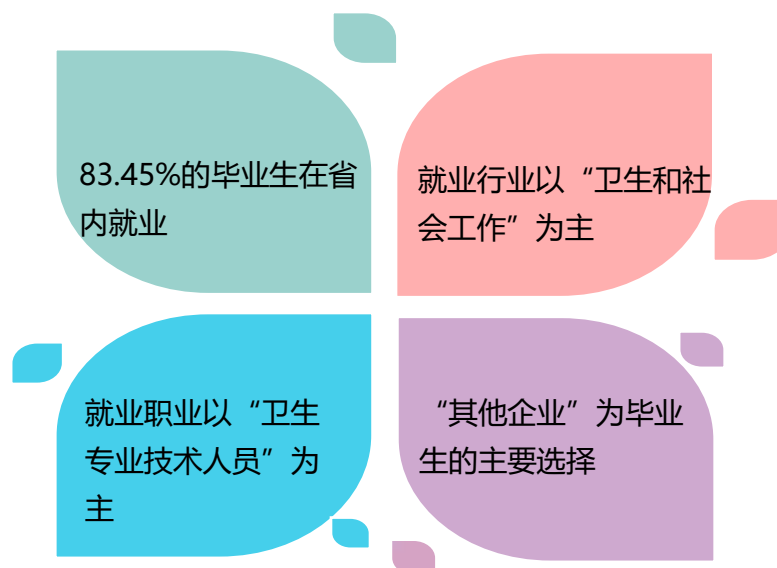 83.45%的毕业生在省
内就业
就业行业以“卫生和社
会工作”为主
就业职业以“卫生
专业技术人员”为
主
“其他企业”为毕业
生的主要选择